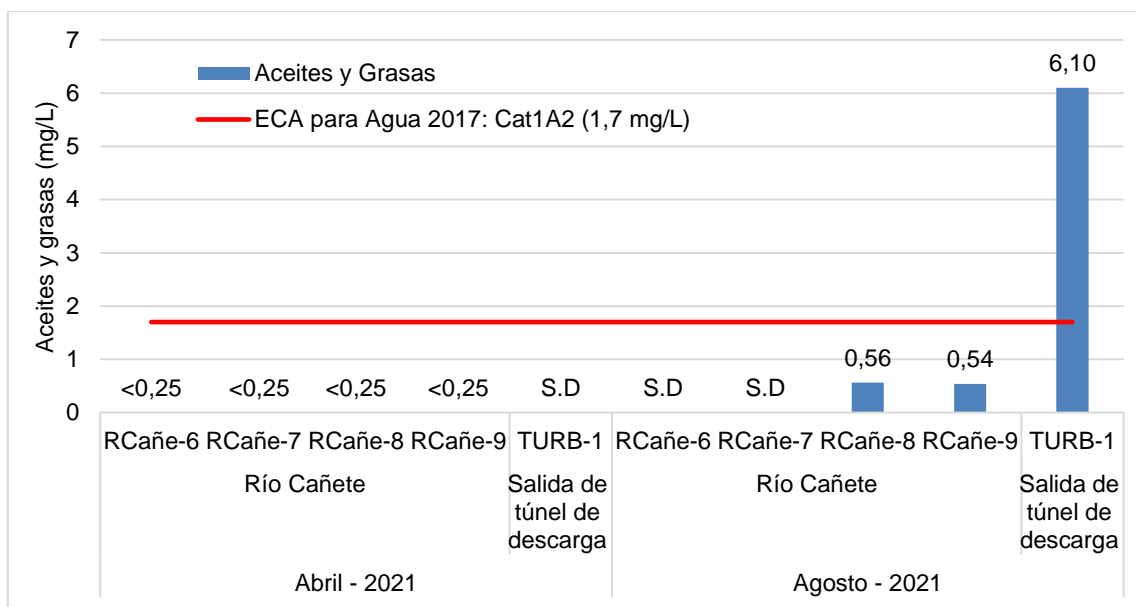 7
6
5
4
3
2
1
0
Aceites y grasas (mg/L)
Aceites y Grasas
ECA para Agua 2017: Cat1A2 (1,7 mg/L)
<0,25 <0,25 <0,25 <0,25 S.D S.D S.D 0,56 0,54 6,10
RCañe-6 RCañe-7 RCañe-8 RCañe-9 TURB-1 RCañe-6 RCañe-7 RCañe-8 RCañe-9 TURB-1
Río Cañete
Salida de
túnel de
descarga
Río Cañete
Salida de
túnel de
descarga
Abril - 2021
Agosto - 2021